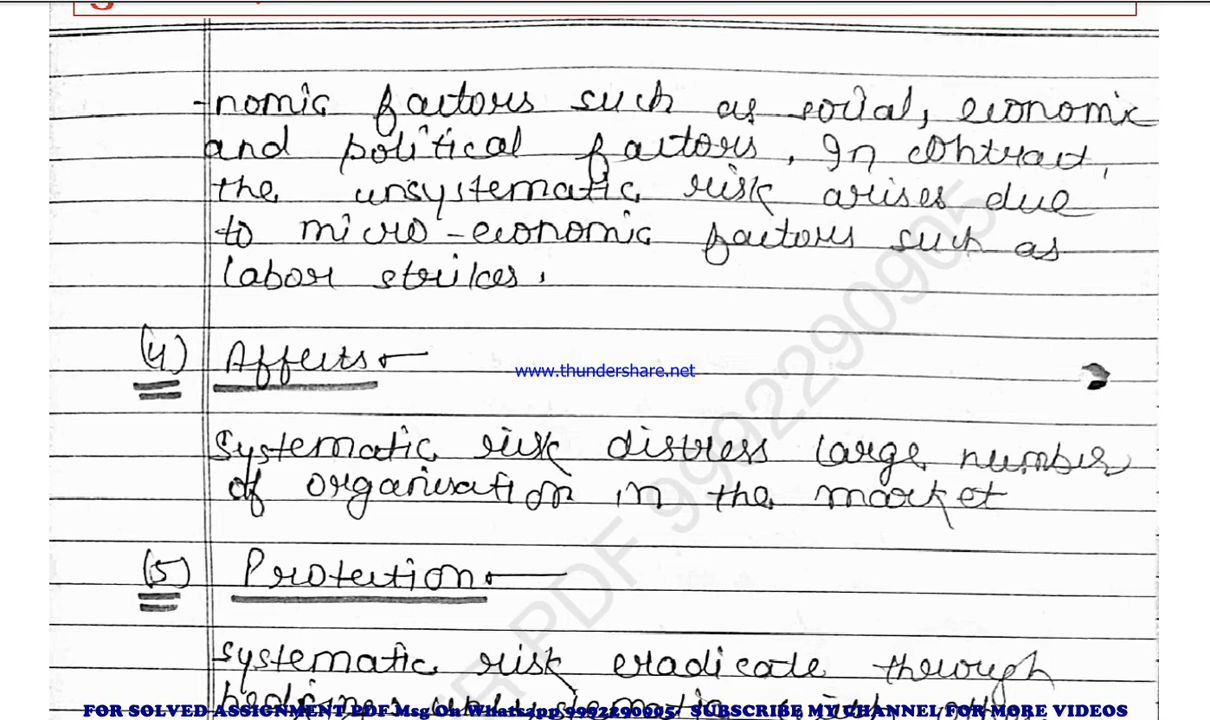 -nomic factors such as social, economic
and political factors. In contract,
the unsystematic risk arises due
to micro-economic factors such as
labor strikes.
(4) Affects:-
www.thundershare.net
Systematic risk distress large number
of organisation in the market
(5) Protection:-
systematic risk eradicate through
FOR SOLVED ASSIGNMENT PDF Msg On Whatsapp 9992290905 SUBSCRIBE MY CHANNEL FOR MORE VIDEOS
PDF 9992290905